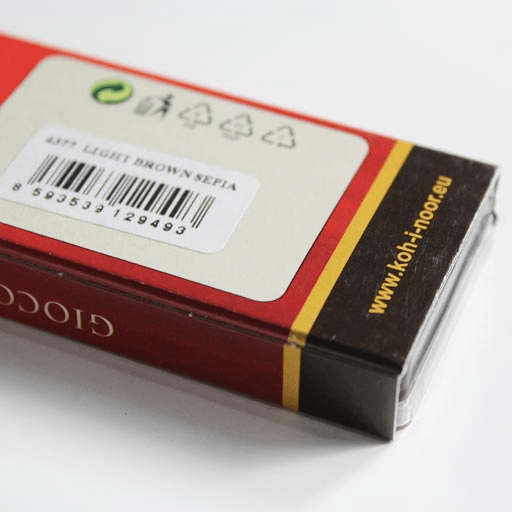 4377 LIGHT BROWN SEPIA
8 593539 129493
www.koh-i-noor.eu
GIOCO